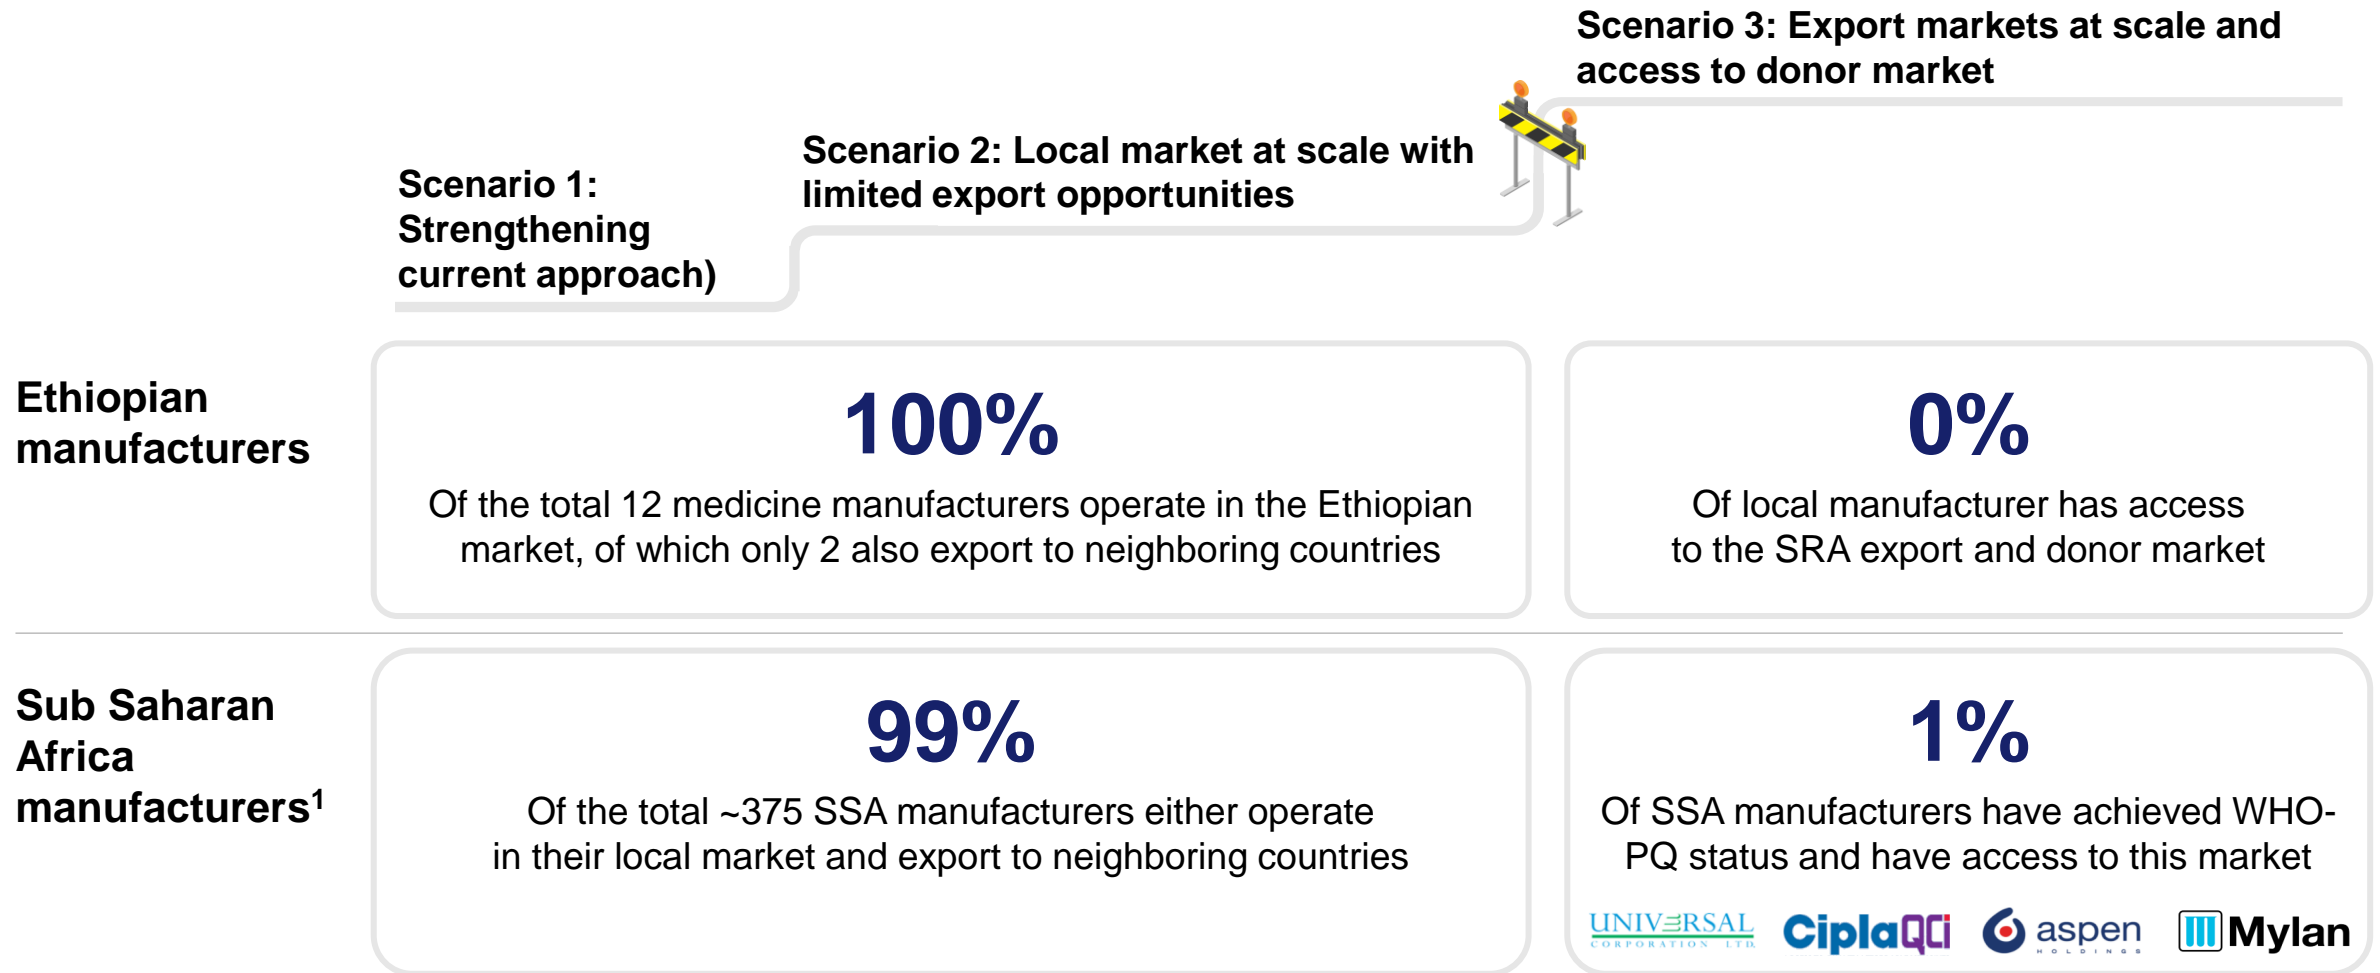 Scenario 3: Export markets at scale and
access to donor market
Scenario 2: Local market at scale with
limited export opportunities
Scenario 1:
Strengthening
current approach)
Ethiopian
manufacturers
100%
Of the total 12 medicine manufacturers operate in the Ethiopian
market, of which only 2 also export to neighboring countries
0%
Of local manufacturer has access
to the SRA export and donor market
Sub Saharan
Africa
manufacturers¹
99%
Of the total ~375 SSA manufacturers either operate
in their local market and export to neighboring countries
1%
Of SSA manufacturers have achieved WHO-
PQ status and have access to this market
UNIVERSAL
CORPORATION LTD.
CiplaQCi
aspen
HOLDINGS
Mylan